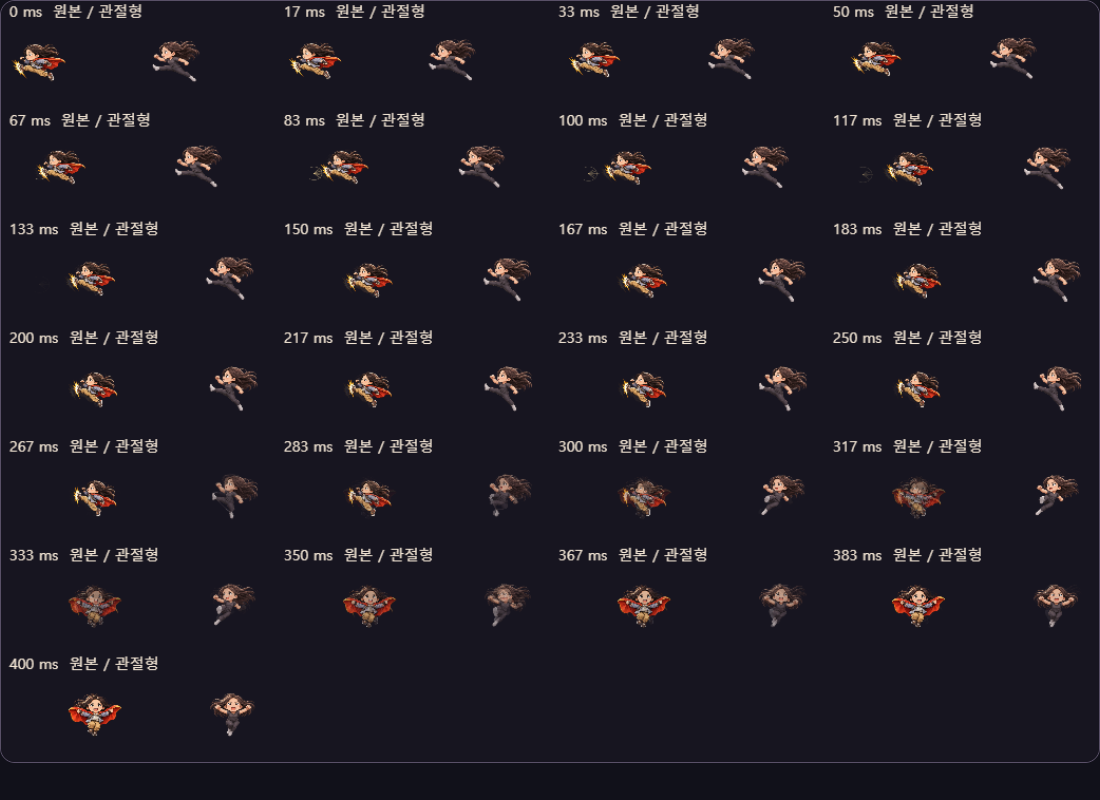 0 ms 원본 / 관절형
17 ms 원본 / 관절형
33 ms 원본 / 관절형
50 ms 원본 / 관절형
67 ms 원본 / 관절형
83 ms 원본 / 관절형
100 ms 원본 / 관절형
117 ms 원본 / 관절형
133 ms 원본 / 관절형
150 ms 원본 / 관절형
167 ms 원본 / 관절형
183 ms 원본 / 관절형
200 ms 원본 / 관절형
217 ms 원본 / 관절형
233 ms 원본 / 관절형
250 ms 원본 / 관절형
267 ms 원본 / 관절형
283 ms 원본 / 관절형
300 ms 원본 / 관절형
317 ms 원본 / 관절형
333 ms 원본 / 관절형
350 ms 원본 / 관절형
367 ms 원본 / 관절형
383 ms 원본 / 관절형
400 ms 원본 / 관절형